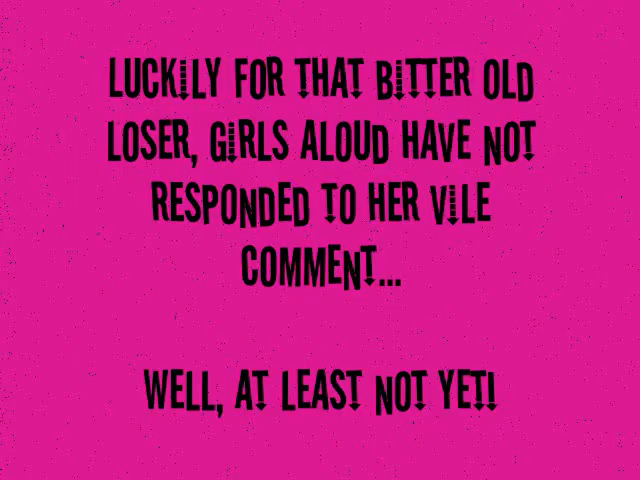 LUCKILY FOR THAT BITTER OLD
LOSER, GIRLS ALOUD HAVE NOT
RESPONDED TO HER VILE
COMMENT...
WELL, AT LEAST NOT YET!